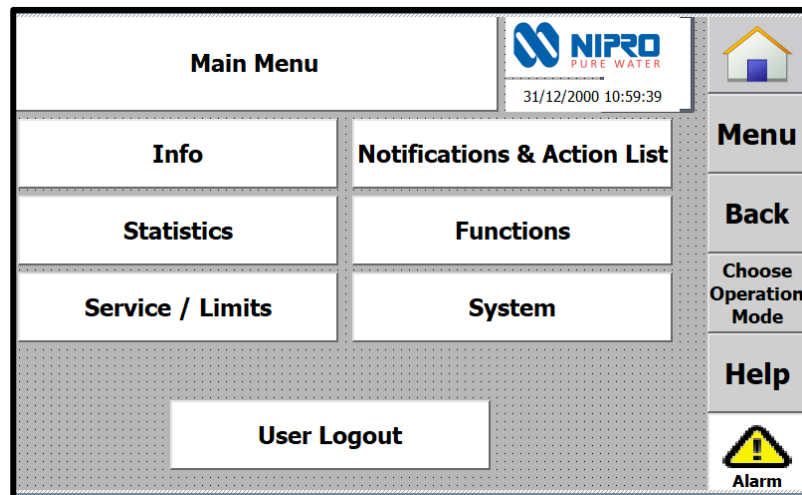 Main Menu
NIPRO
PURE WATER
31/12/2000 10:59:39
Info
Notifications & Action List
Statistics
Functions
Service / Limits
System
User Logout
Menu
Back
Choose
Operation
Mode
Help
Alarm